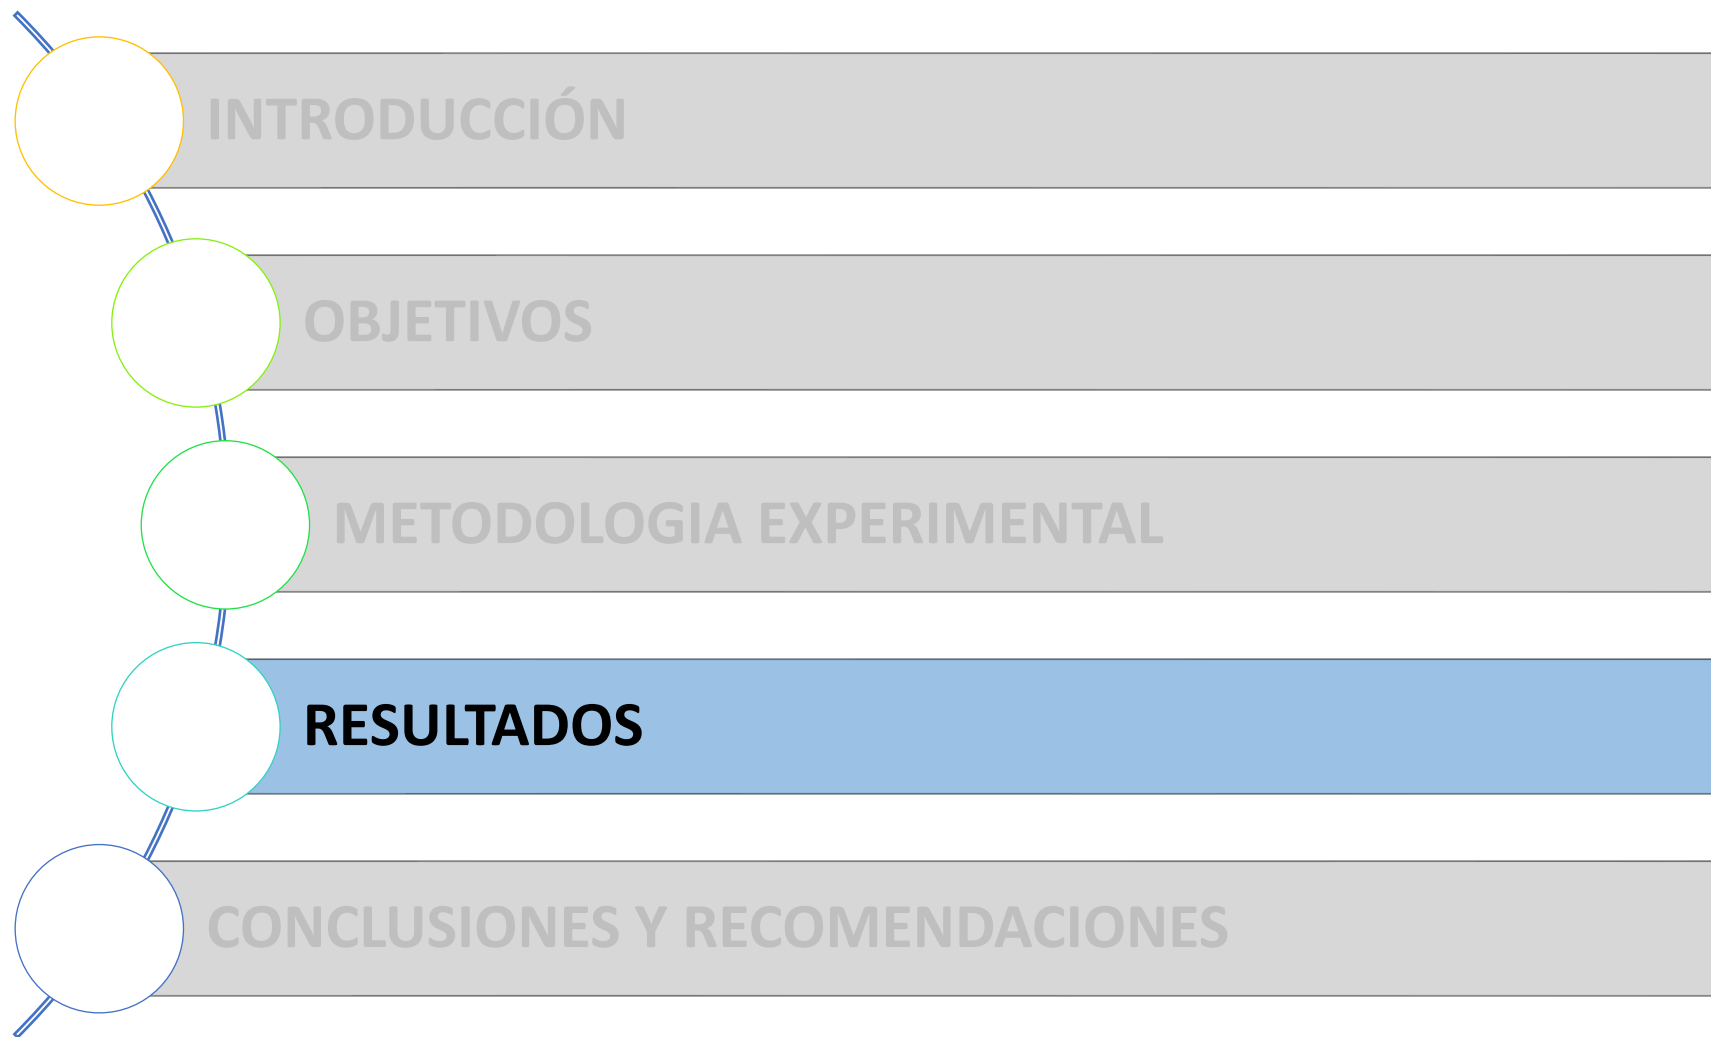 INTRODUCCIÓN
OBJETIVOS
METODOLOGIA EXPERIMENTAL
RESULTADOS
CONCLUSIONES Y RECOMENDACIONES